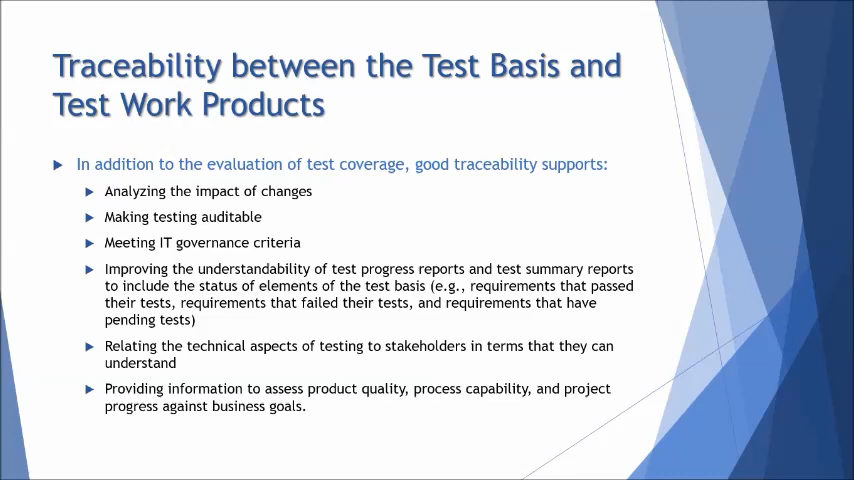 Traceability between the Test Basis and
Test Work Products
In addition to the evaluation of test coverage, good traceability supports:
Analyzing the impact of changes
Making testing auditable
Meeting IT governance criteria
Improving the understandability of test progress reports and test summary reports
to include the status of elements of the test basis (e.g., requirements that passed
their tests, requirements that failed their tests, and requirements that have
pending tests)
Relating the technical aspects of testing to stakeholders in terms that they can
understand
Providing information to assess product quality, process capability, and project
progress against business goals.